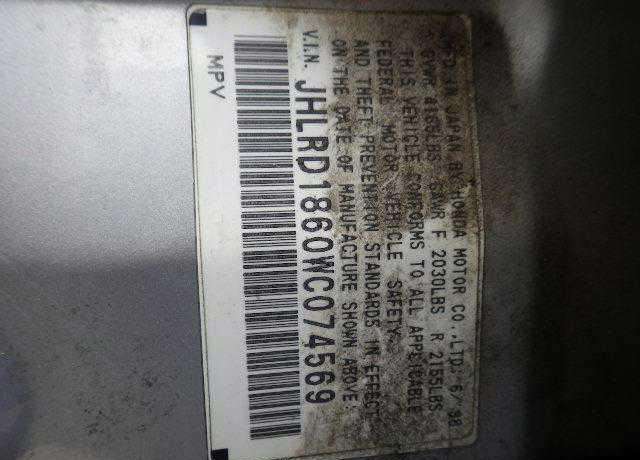 MFD IN JAPAN BY HONDA MOTOR CO.,LTD. 6/98
GVWR 4165LBS GAWR F 2030LBS R 2155LBS
THIS VEHICLE CONFORMS TO ALL APPLICABLE
FEDERAL MOTOR VEHICLE SAFETY
AND THEFT PREVENTION STANDARDS IN EFFECT
ON THE DATE OF MANUFACTURE SHOWN ABOVE.
V.I.N. JHLRD1860WC074569
MPV